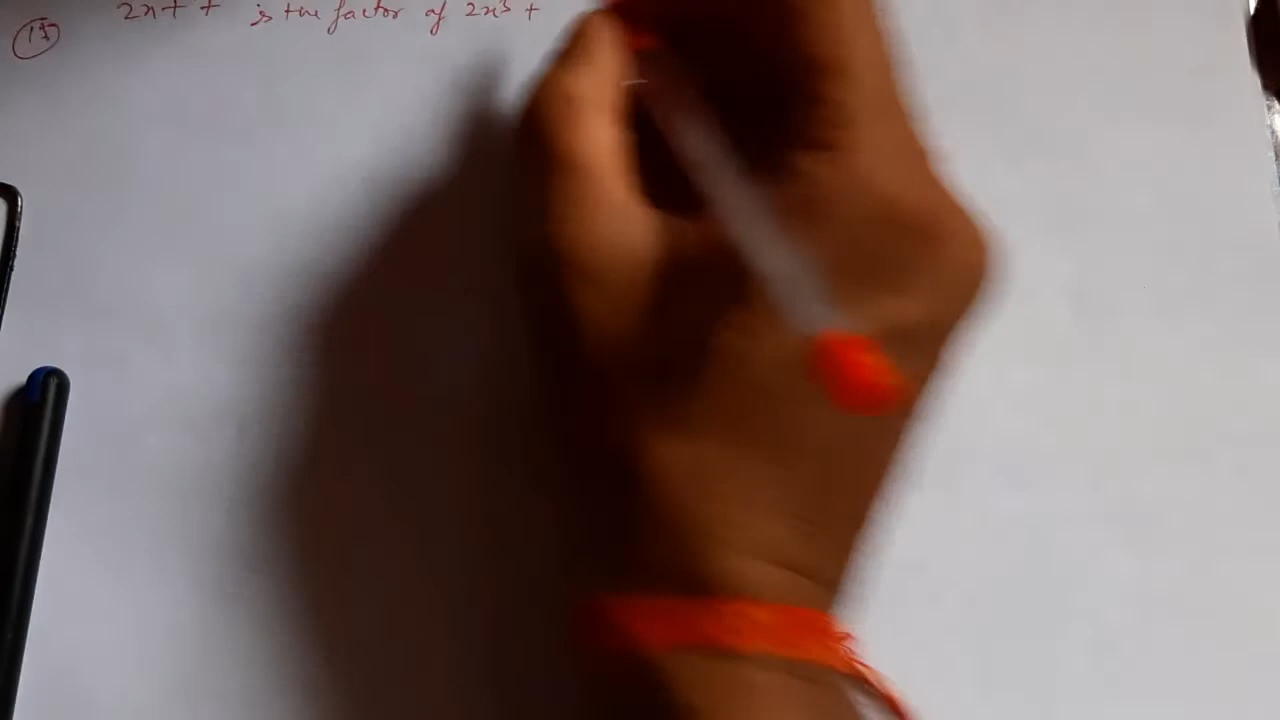 (15) 2x + 7 is the factor of 2x³ +